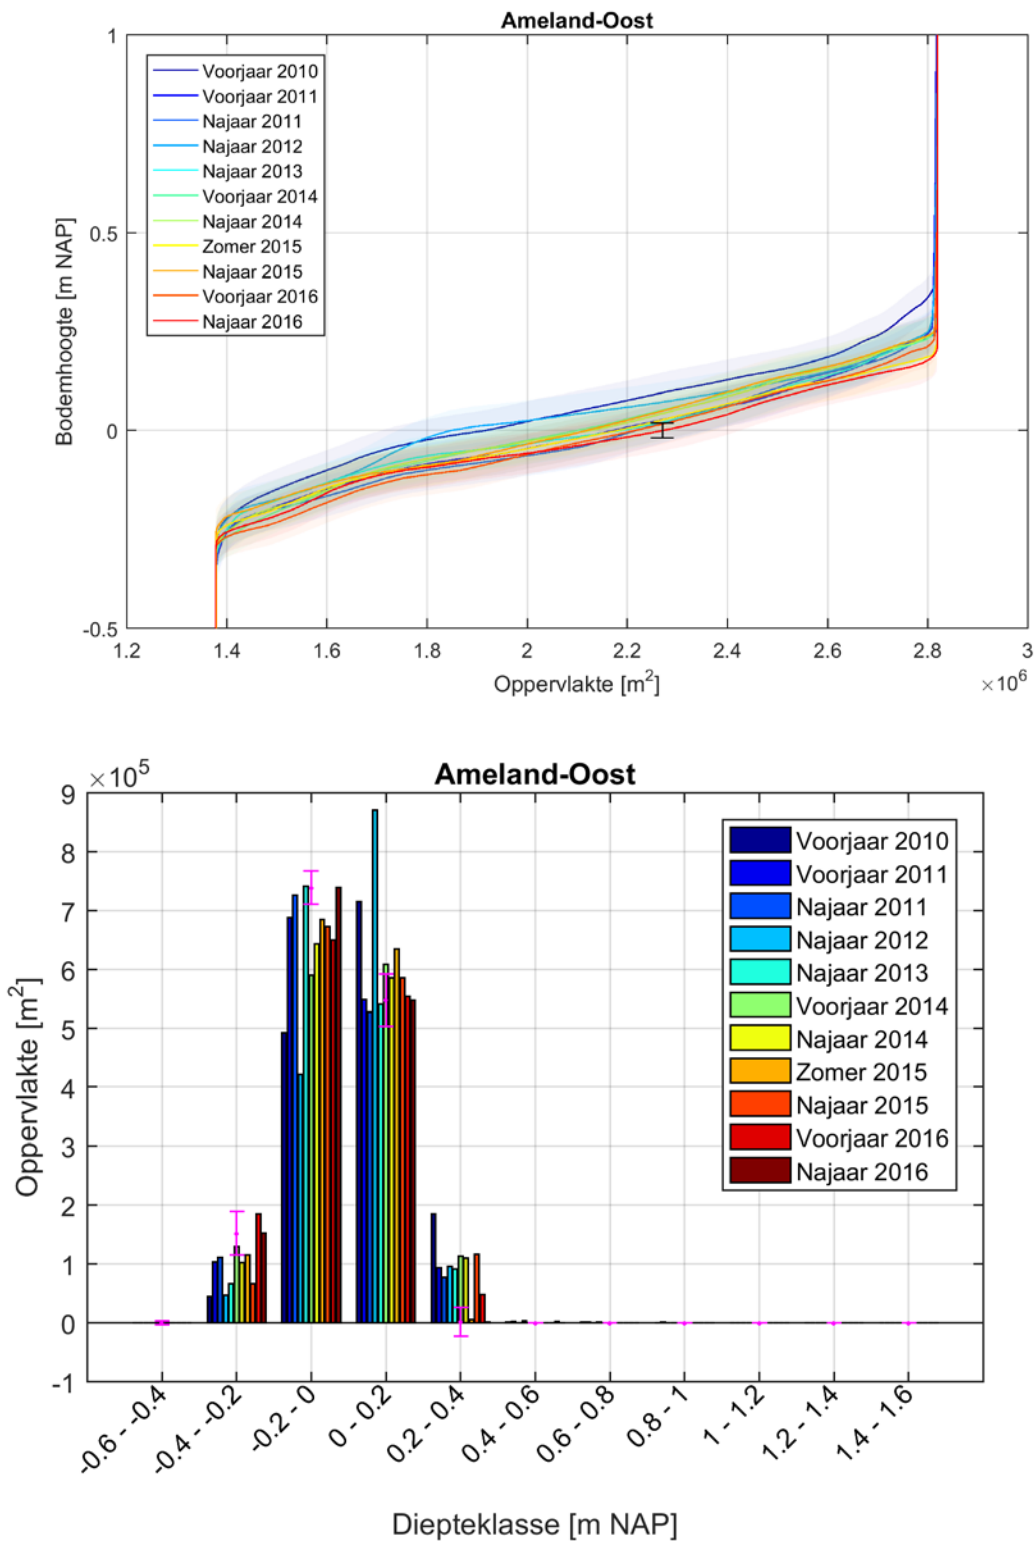 Ameland-Oost
1
0.5
0
-0.5
Bodemhoogte [m NAP]
Voorjaar 2010
Voorjaar 2011
Najaar 2011
Najaar 2012
Najaar 2013
Voorjaar 2014
Najaar 2014
Zomer 2015
Najaar 2015
Voorjaar 2016
Najaar 2016
1.2 1.4 1.6 1.8 2 2.2 2.4 2.6 2.8 3
Oppervlakte [m²]
×10⁶
×10⁵
Ameland-Oost
9
8
7
6
5
4
3
2
1
0
-1
Oppervlakte [m²]
Voorjaar 2010
Voorjaar 2011
Najaar 2011
Najaar 2012
Najaar 2013
Voorjaar 2014
Najaar 2014
Zomer 2015
Najaar 2015
Voorjaar 2016
Najaar 2016
-0.6 - -0.4
-0.4 - -0.2
-0.2 - 0
0 - 0.2
0.2 - 0.4
0.4 - 0.6
0.6 - 0.8
0.8 - 1
1 - 1.2
1.2 - 1.4
1.4 - 1.6
Diepteklasse [m NAP]